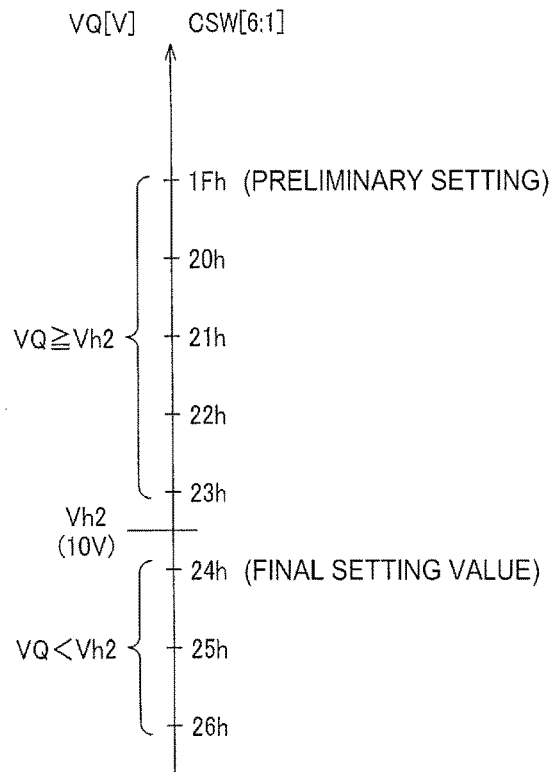 VQ[V] CSW[6:1]
1Fh (PRELIMINARY SETTING)
20h
VQ≧Vh2 21h
22h
23h
Vh2
(10V)
24h (FINAL SETTING VALUE)
VQ<Vh2 25h
26h